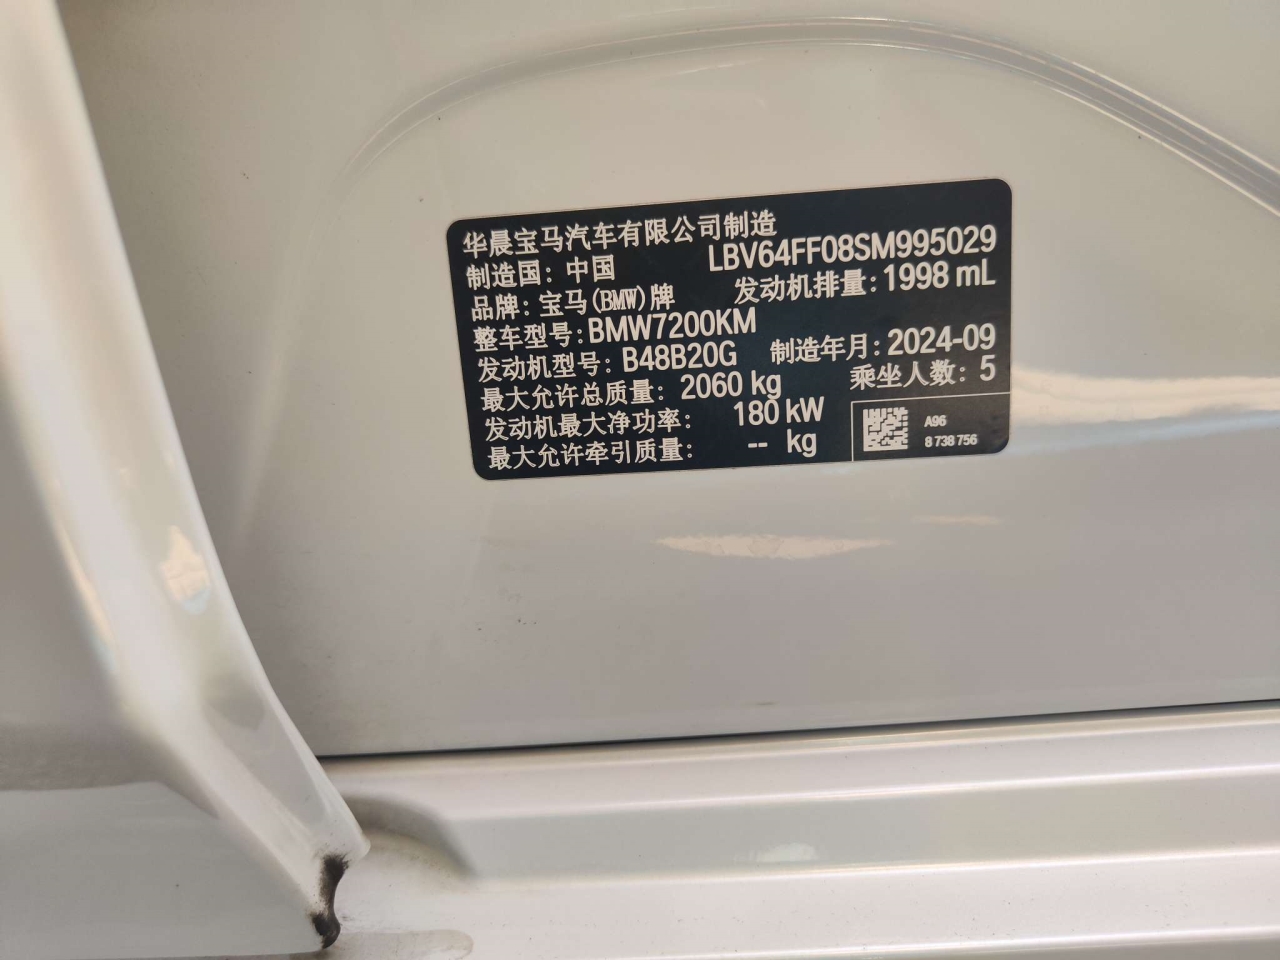 华晨宝马汽车有限公司制造
制造国：中国 LBV64FF08SM995029
品牌：宝马(BMW)牌 发动机排量：1998 mL
整车型号：BMW7200KM
发动机型号：B48B20G 制造年月：2024-09
最大允许总质量：2060 kg 乘坐人数：5
发动机最大净功率：180 kW
最大允许牵引质量：-- kg
A96
8 738 756